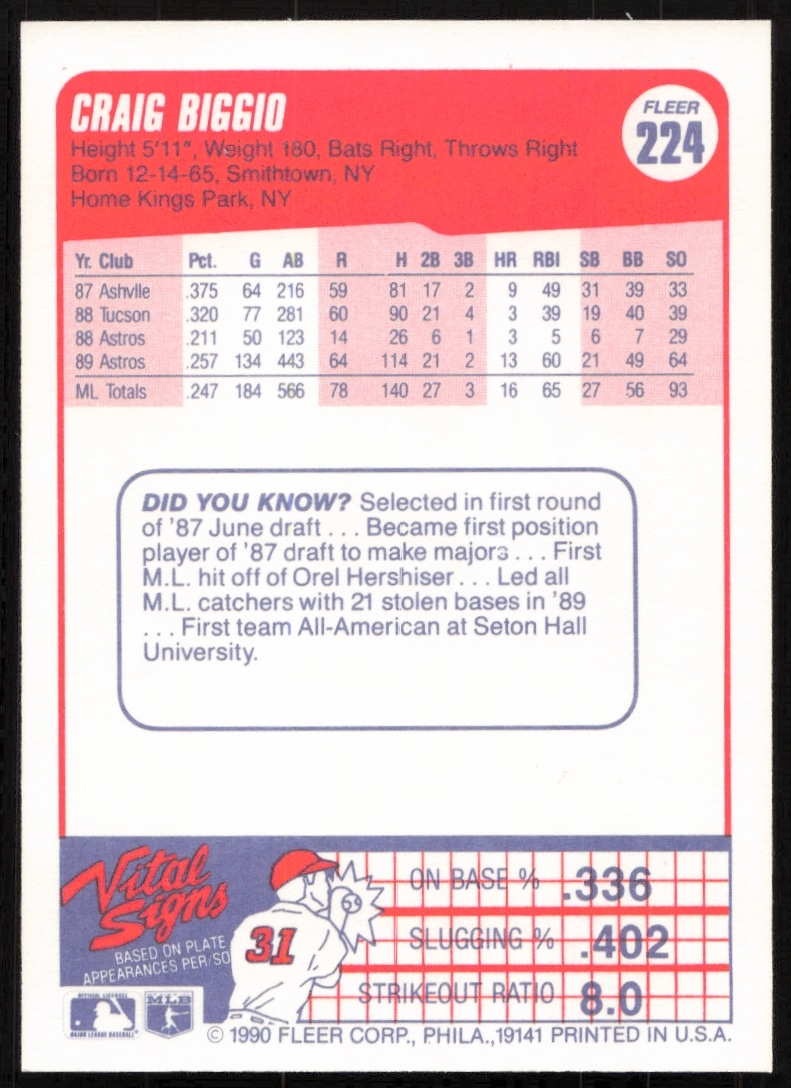 CRAIG BIGGIO
FLEER
224
Height 5'11", Weight 180, Bats Right, Throws Right
Born 12-14-65, Smithtown, NY
Home Kings Park, NY
Yr. Club Pct. G AB R H 2B 3B HR RBI SB BB SO
87 Ashvlle .375 64 216 59 81 17 2 9 49 31 39 33
88 Tucson .320 77 281 60 90 21 4 3 39 19 40 39
88 Astros .211 50 123 14 26 6 1 3 5 6 7 29
89 Astros .257 134 443 64 114 21 2 13 60 21 49 64
ML Totals .247 184 566 78 140 27 3 16 65 27 56 93
DID YOU KNOW? Selected in first round
of '87 June draft . . . Became first position
player of '87 draft to make majors . . . First
M.L. hit off of Orel Hershiser . . . Led all
M.L. catchers with 21 stolen bases in '89
. . . First team All-American at Seton Hall
University.
Vital
Signs
BASED ON PLATE
APPEARANCES PER/SO
31
ON BASE % .336
SLUGGING % .402
STRIKEOUT RATIO 8.0
OFFICIAL LICENSEE
MAJOR LEAGUE BASEBALL
MLB
© 1990 FLEER CORP., PHILA.,19141 PRINTED IN U.S.A.